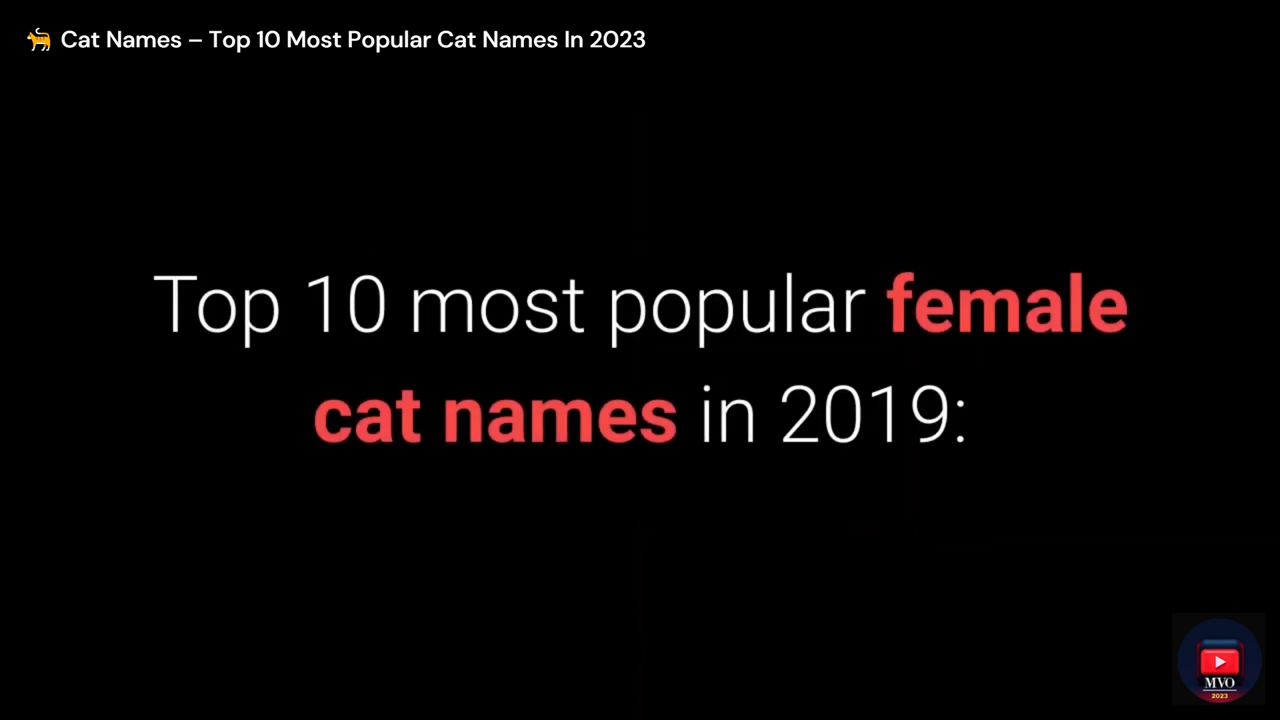 🐈 Cat Names – Top 10 Most Popular Cat Names In 2023
Top 10 most popular female
cat names in 2019:
MVO
2023